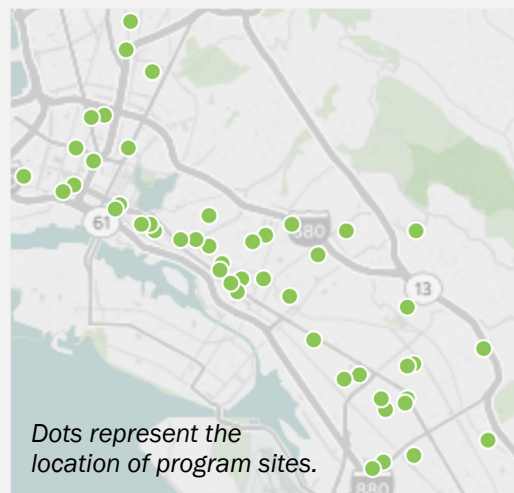 61
880
13
Dots represent the
location of program sites.
880